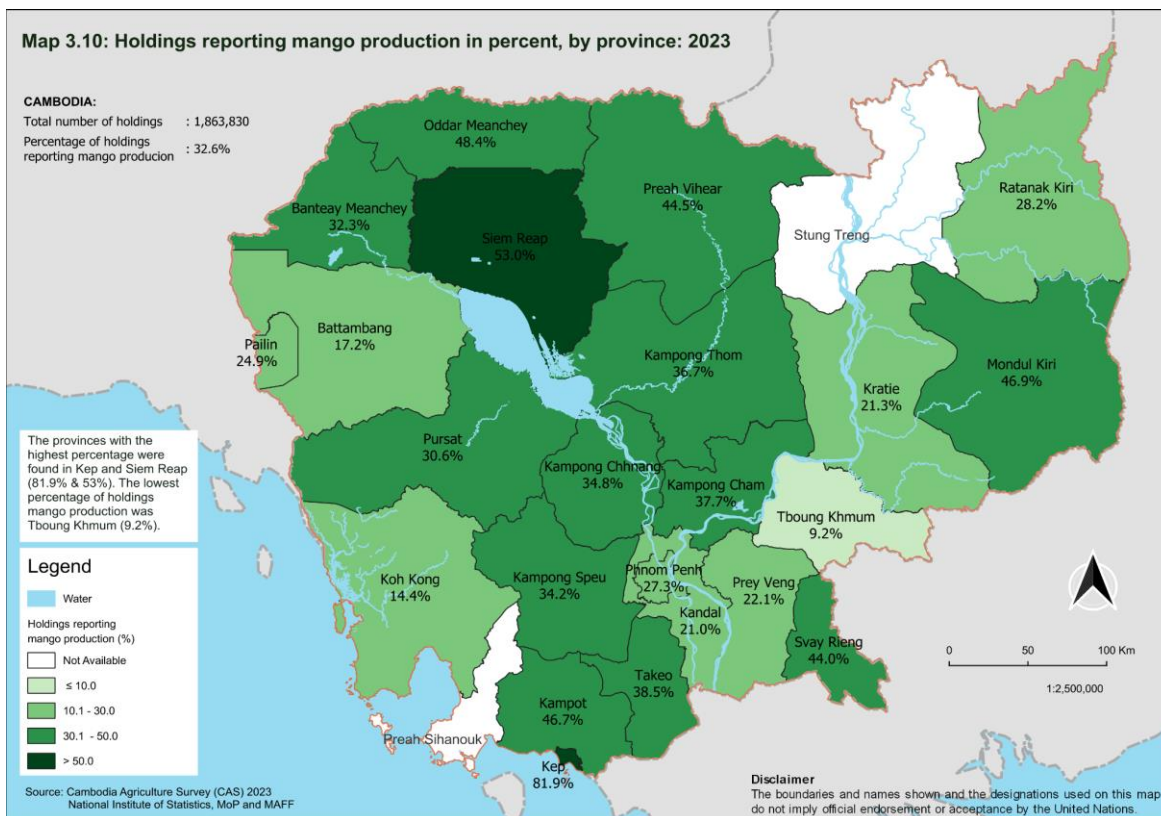 Map 3.10: Holdings reporting mango production in percent, by province: 2023
CAMBODIA:
Total number of holdings : 1,863,830
Percentage of holdings
reporting mango producion : 32.6%
Oddar Meanchey
48.4%
Preah Vihear
44.5%
Ratanak Kiri
28.2%
Banteay Meanchey
32.3%
Siem Reap
53.0%
Stung Treng
Battambang
17.2%
Pailin
24.9%
Kampong Thom
36.7%
Mondul Kiri
46.9%
Kratie
21.3%
Pursat
30.6%
Kampong Chhnang
34.8%
Kampong Cham
37.7%
Tboung Khmum
9.2%
Koh Kong
14.4%
Kampong Speu
34.2%
Phnom Penh
27.3%
Prey Veng
22.1%
Kandal
21.0%
Svay Rieng
44.0%
Takeo
38.5%
Kampot
46.7%
Preah Sihanouk
Kep
81.9%
The provinces with the
highest percentage were
found in Kep and Siem Reap
(81.9% & 53%). The lowest
percentage of holdings
mango production was
Tboung Khmum (9.2%).
Legend
Water
Holdings reporting
mango production (%)
Not Available
≤ 10.0
10.1 - 30.0
30.1 - 50.0
> 50.0
0 50 100 Km
1:2,500,000
Source: Cambodia Agriculture Survey (CAS) 2023
National Institute of Statistics, MoP and MAFF
Disclaimer
The boundaries and names shown and the designations used on this map
do not imply official endorsement or acceptance by the United Nations.